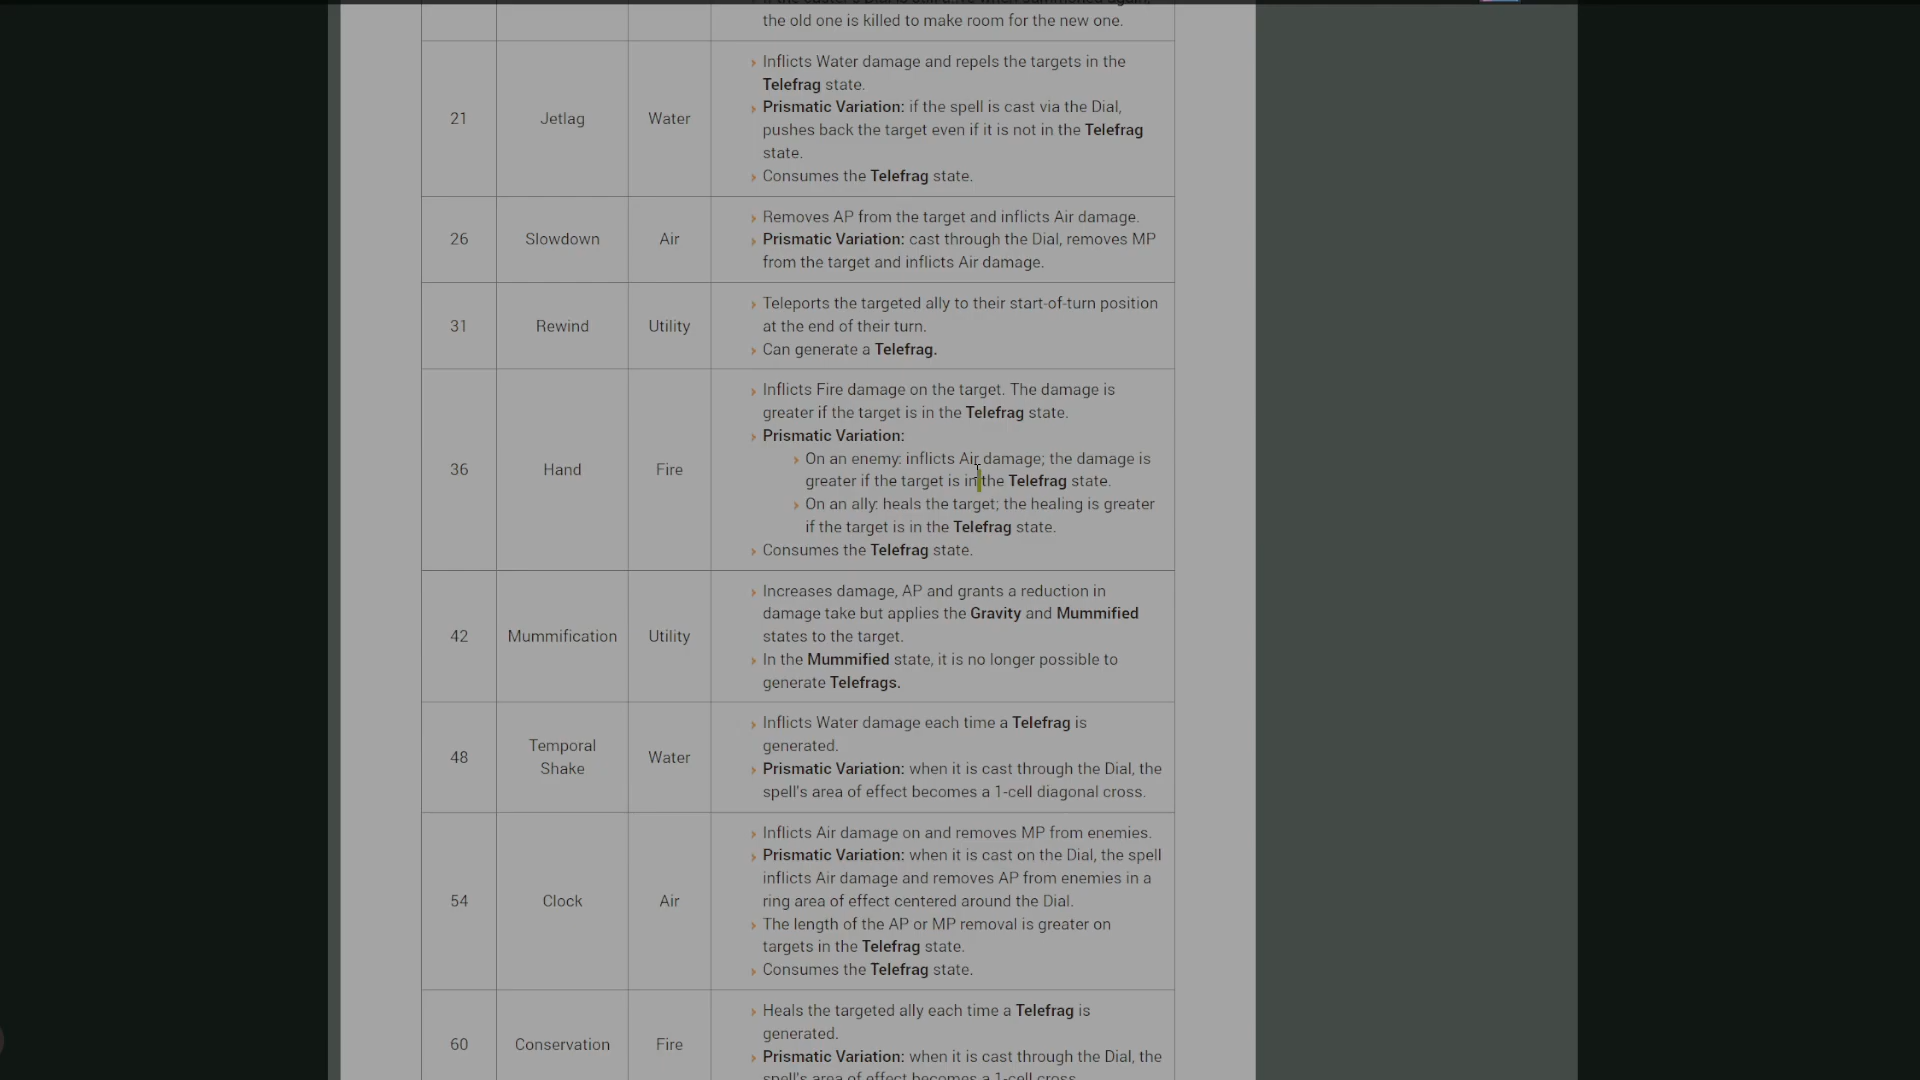 the old one is killed to make room for the new one.
21
Jetlag
Water
Inflicts Water damage and repels the targets in the
Telefrag state.
Prismatic Variation: if the spell is cast via the Dial,
pushes back the target even if it is not in the Telefrag
state.
Consumes the Telefrag state.
26
Slowdown
Air
Removes AP from the target and inflicts Air damage.
Prismatic Variation: cast through the Dial, removes MP
from the target and inflicts Air damage.
31
Rewind
Utility
Teleports the targeted ally to their start-of-turn position
at the end of their turn.
Can generate a Telefrag.
36
Hand
Fire
Inflicts Fire damage on the target. The damage is
greater if the target is in the Telefrag state.
Prismatic Variation:
On an enemy: inflicts Air damage; the damage is
greater if the target is in the Telefrag state.
On an ally: heals the target; the healing is greater
if the target is in the Telefrag state.
Consumes the Telefrag state.
42
Mummification
Utility
Increases damage, AP and grants a reduction in
damage take but applies the Gravity and Mummified
states to the target.
In the Mummified state, it is no longer possible to
generate Telefrags.
48
Temporal
Shake
Water
Inflicts Water damage each time a Telefrag is
generated.
Prismatic Variation: when it is cast through the Dial, the
spell's area of effect becomes a 1-cell diagonal cross.
54
Clock
Air
Inflicts Air damage on and removes MP from enemies.
Prismatic Variation: when it is cast on the Dial, the spell
inflicts Air damage and removes AP from enemies in a
ring area of effect centered around the Dial.
The length of the AP or MP removal is greater on
targets in the Telefrag state.
Consumes the Telefrag state.
60
Conservation
Fire
Heals the targeted ally each time a Telefrag is
generated.
Prismatic Variation: when it is cast through the Dial, the
spell's area of effect becomes a 1-cell cross.